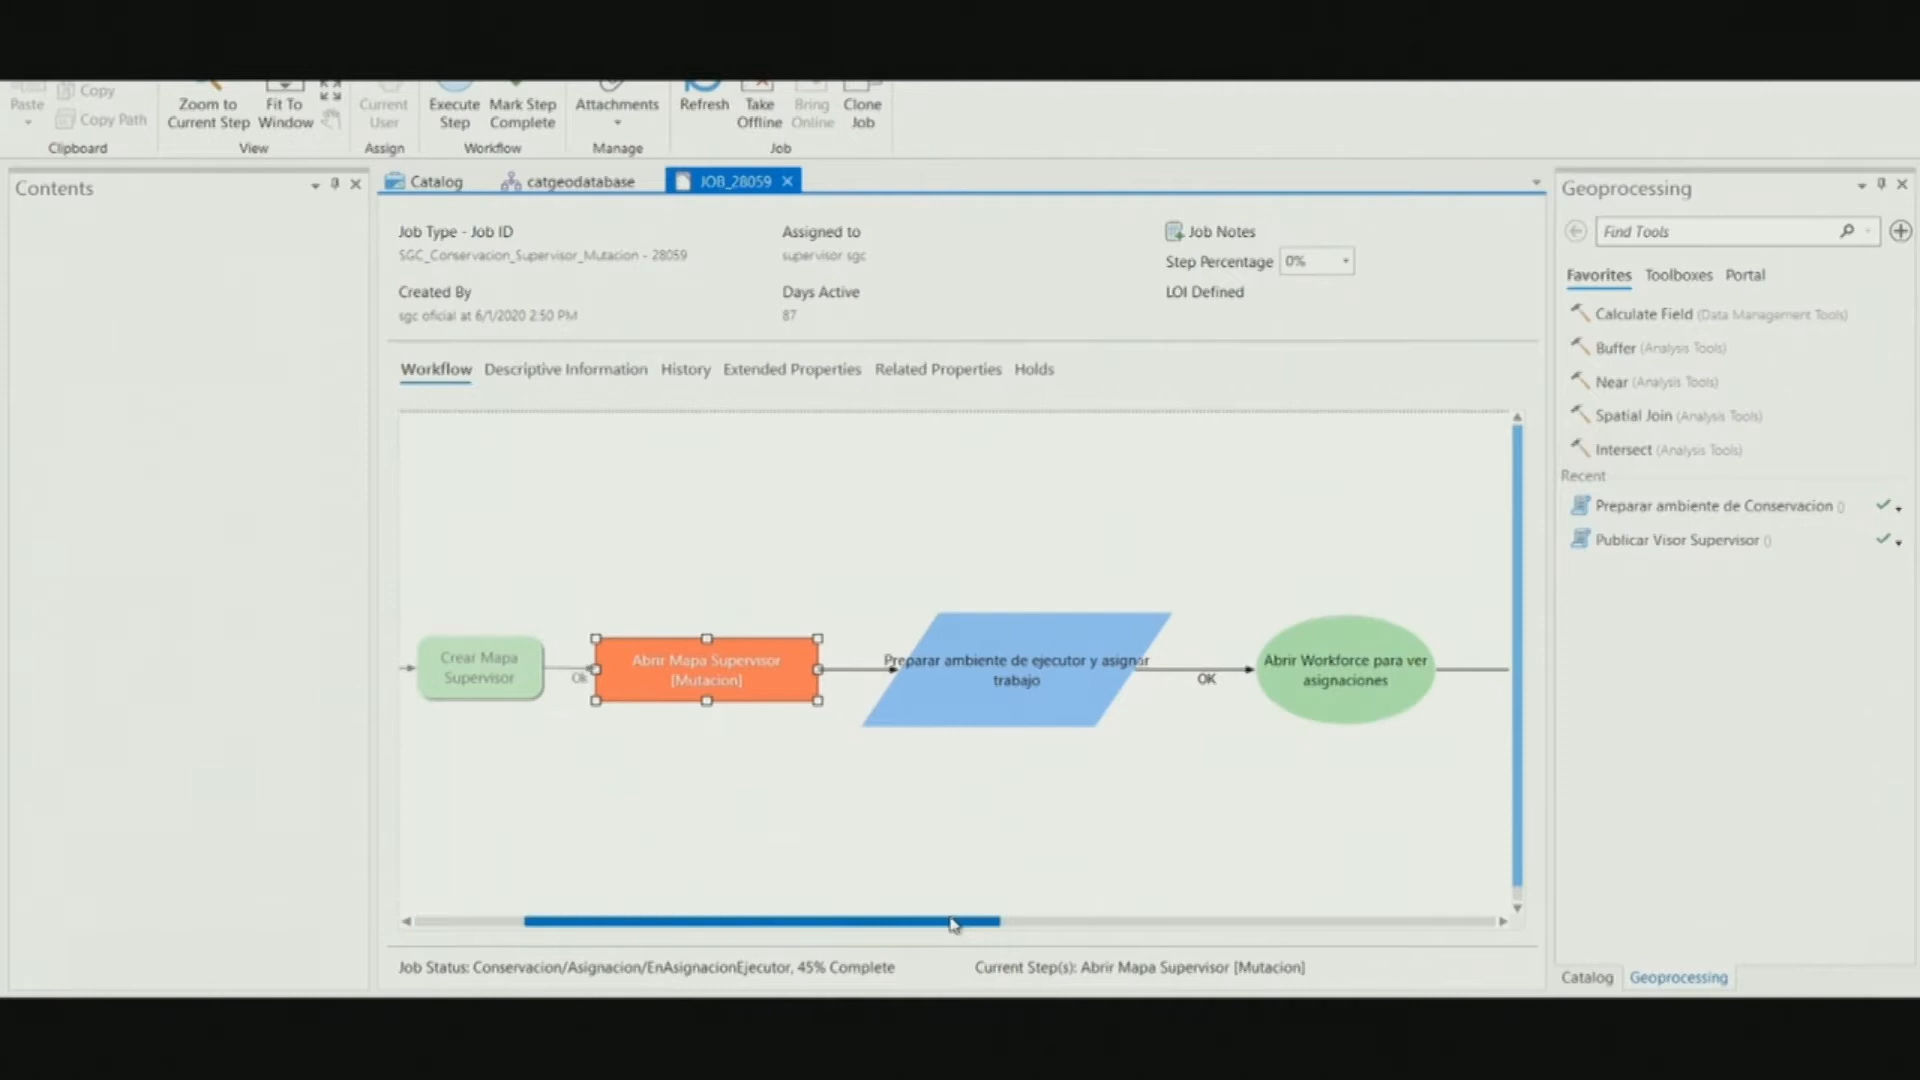 Paste
Copy
Copy Path
Clipboard
Zoom to
Current Step
Fit To
Window
View
Current
User
Assign
Execute
Step
Mark Step
Complete
Workflow
Attachments
Manage
Refresh
Take
Offline
Bring
Online
Clone
Job
Job
Contents
Catalog
catgeodatabase
JOB_28059
Job Type - Job ID
SGC_Conservacion_Supervisor_Mutacion - 28059
Assigned to
supervisor sgc
Job Notes
Step Percentage 0%
Created By
sgc oficial at 6/1/2020 2:50 PM
Days Active
87
LOI Defined
Workflow Descriptive Information History Extended Properties Related Properties Holds
Crear Mapa
Supervisor
Ok
Abrir Mapa Supervisor
[Mutacion]
Preparar ambiente de ejecutor y asignar
trabajo
OK
Abrir Workforce para ver
asignaciones
Job Status: Conservacion/Asignacion/EnAsignacionEjecutor, 45% Complete
Current Step(s): Abrir Mapa Supervisor [Mutacion]
Geoprocessing
Find Tools
Favorites Toolboxes Portal
Calculate Field (Data Management Tools)
Buffer (Analysis Tools)
Near (Analysis Tools)
Spatial Join (Analysis Tools)
Intersect (Analysis Tools)
Recent
Preparar ambiente de Conservacion ()
Publicar Visor Supervisor ()
Catalog Geoprocessing